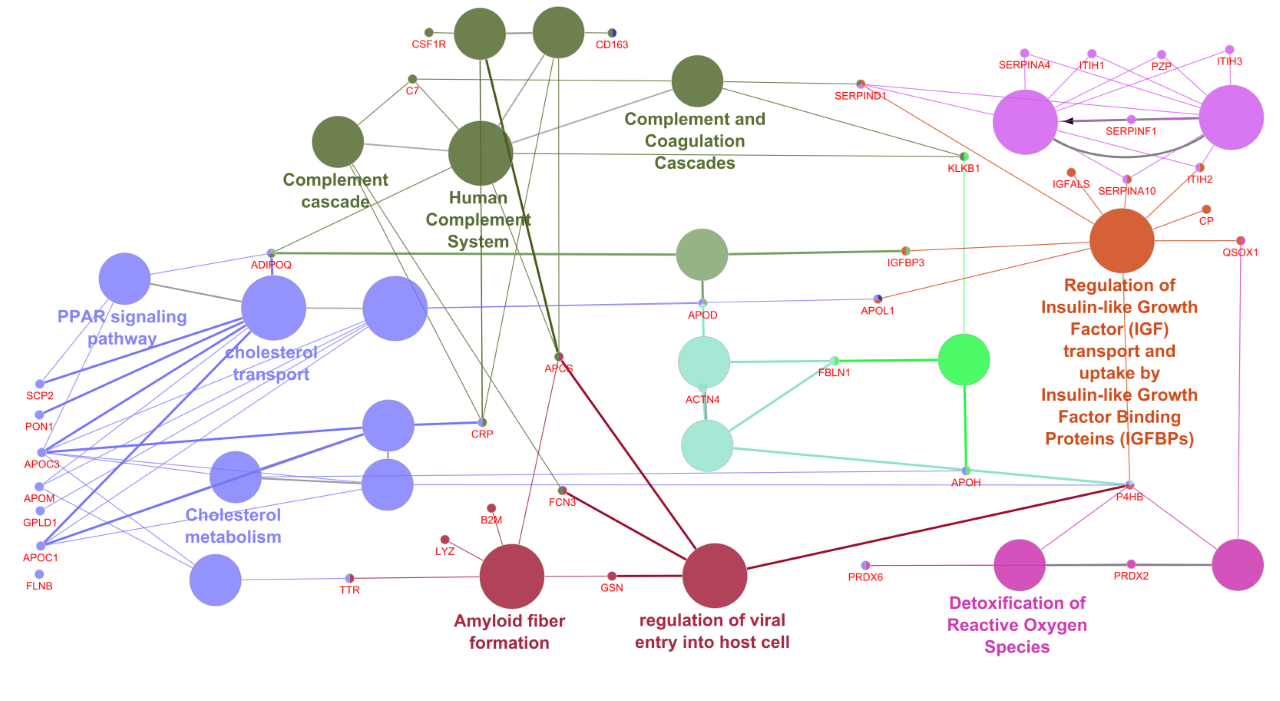 CSF1R
CD163
SERPINA4
ITIH1
PZP
ITIH3
C7
SERPIND1
Complement and
Coagulation
Cascades
SERPINF1
KLKB1
Complement
cascade
Human
Complement
System
IGFALS
SERPINA10
ITIH2
CP
QSOX1
ADIPOQ
IGFBP3
PPAR signaling
pathway
APOD
APOL1
Regulation of
Insulin-like Growth
Factor (IGF)
transport and
uptake by
Insulin-like Growth
Factor Binding
Proteins (IGFBPs)
cholesterol
transport
APCS
FBLN1
SCP2
ACTN4
PON1
CRP
APOC3
APOM
GPLD1
APOC1
FLNB
Cholesterol
metabolism
APOH
P4HB
FCN3
B2M
LYZ
TTR
GSN
PRDX6
PRDX2
Amyloid fiber
formation
regulation of viral
entry into host cell
Detoxification of
Reactive Oxygen
Species